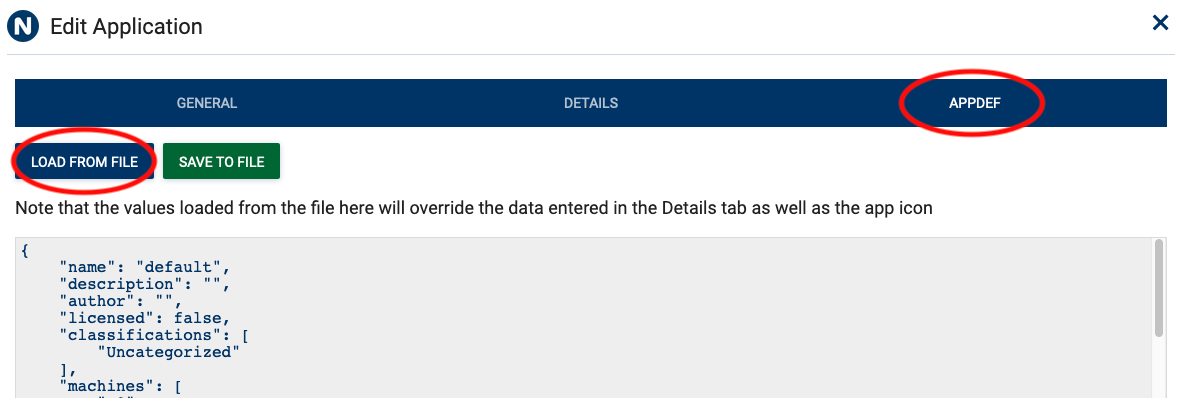 N Edit Application
GENERAL DETAILS APPDEF
LOAD FROM FILE SAVE TO FILE
Note that the values loaded from the file here will override the data entered in the Details tab as well as the app icon
{
    "name": "default",
    "description": "",
    "author": "",
    "licensed": false,
    "classifications": [
        "Uncategorized"
    ],
    "machines": [